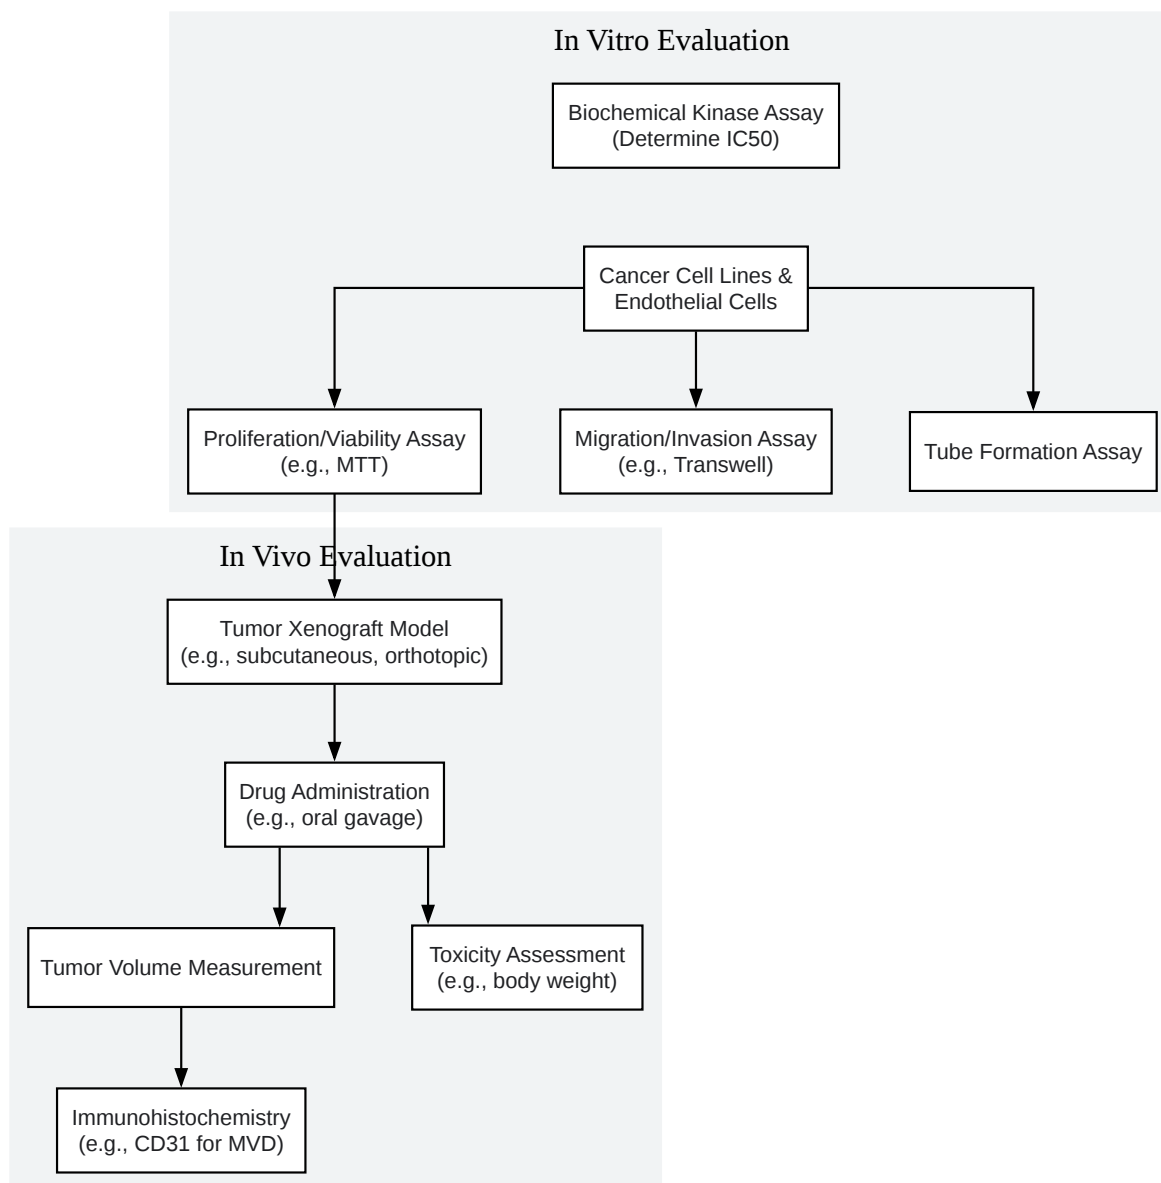 In Vitro Evaluation
Biochemical Kinase Assay
(Determine IC50)
Cancer Cell Lines &
Endothelial Cells
Proliferation/Viability Assay
(e.g., MTT)
Migration/Invasion Assay
(e.g., Transwell)
Tube Formation Assay
In Vivo Evaluation
Tumor Xenograft Model
(e.g., subcutaneous, orthotopic)
Drug Administration
(e.g., oral gavage)
Tumor Volume Measurement
Toxicity Assessment
(e.g., body weight)
Immunohistochemistry
(e.g., CD31 for MVD)